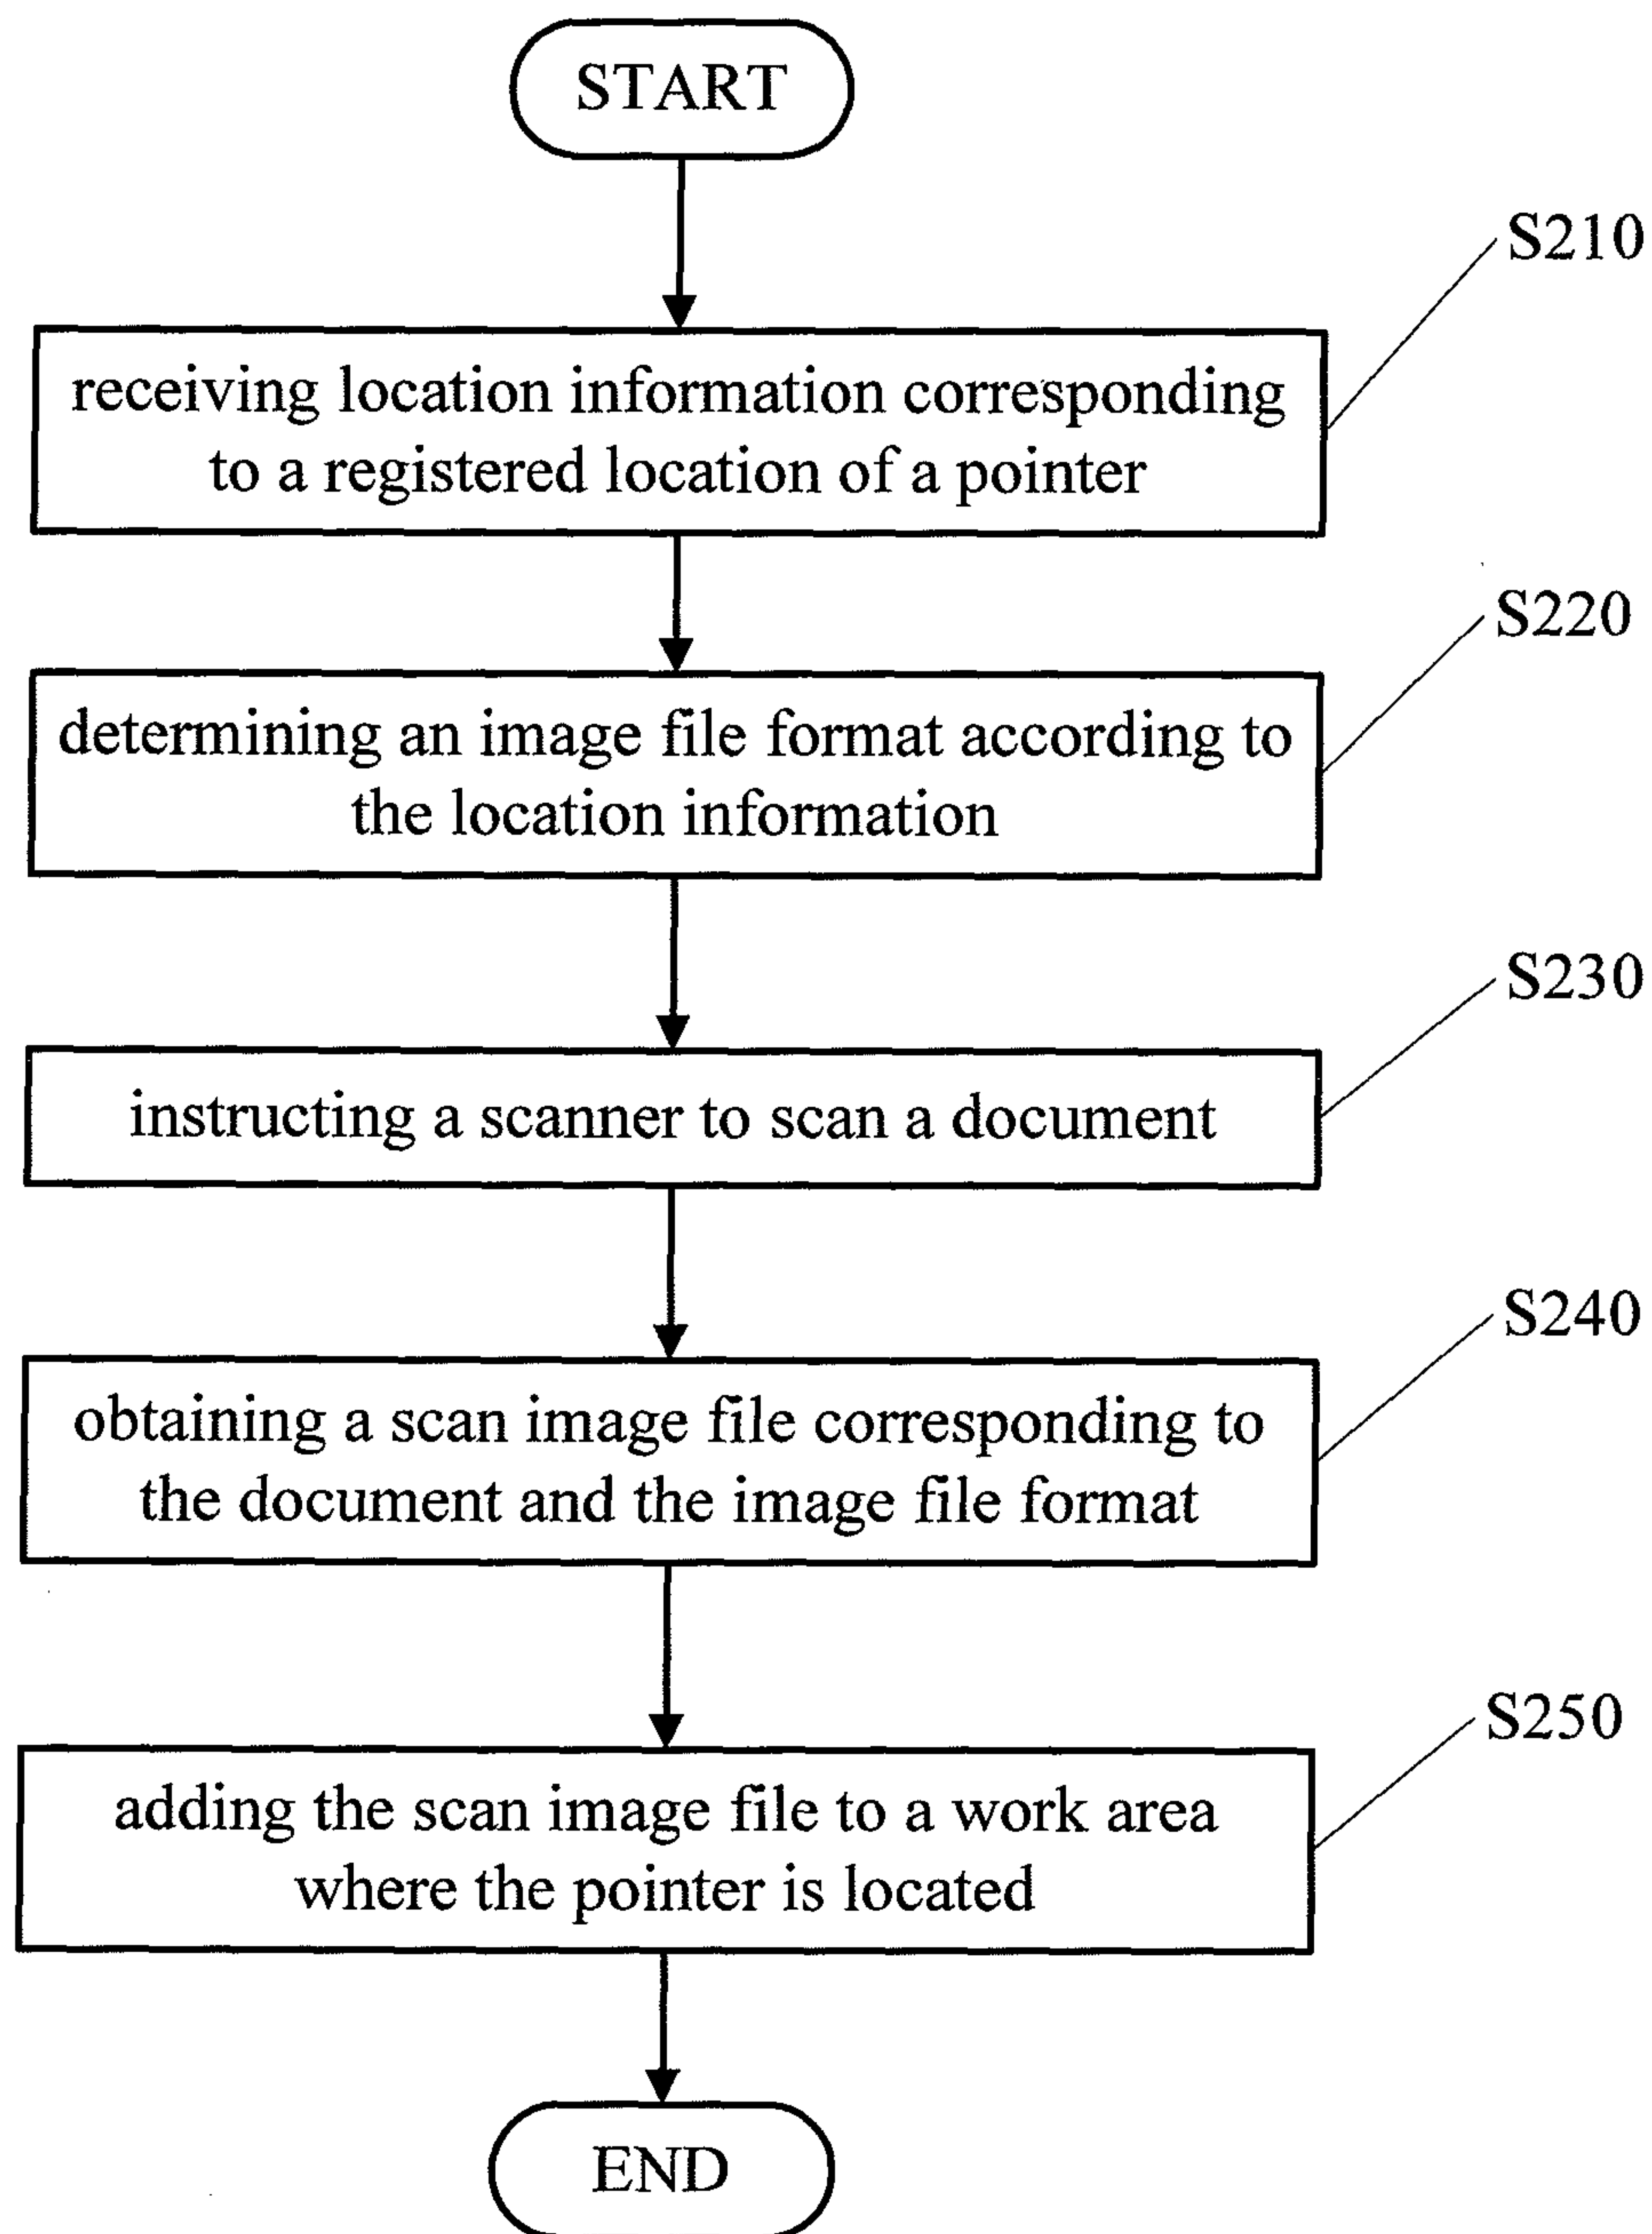 START
S210
receiving location information corresponding
to a registered location of a pointer
S220
determining an image file format according to
the location information
S230
instructing a scanner to scan a document
S240
obtaining a scan image file corresponding to
the document and the image file format
S250
adding the scan image file to a work area
where the pointer is located
END